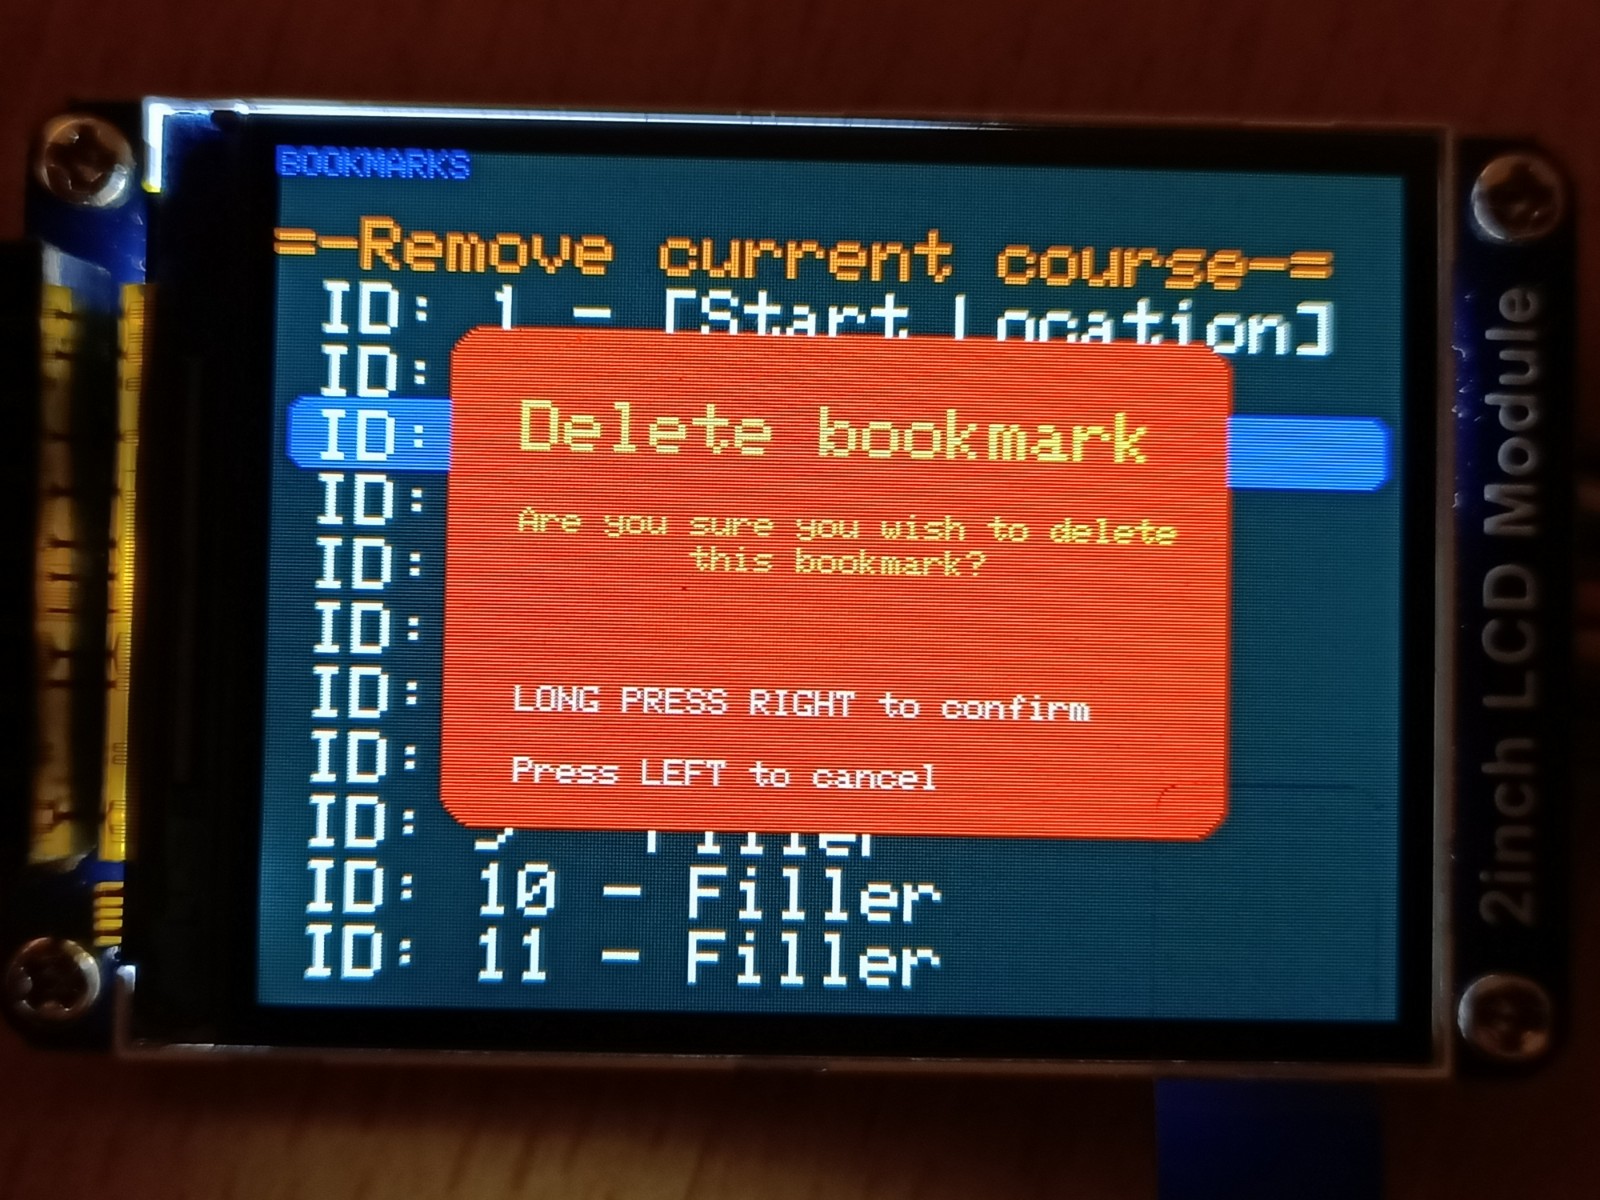 BOOKMARKS
=-Remove current course-=
ID: 1 - [Start Location]
ID:
ID:
ID:
ID:
ID:
ID:
ID:
ID: Filler
ID: 10 - Filler
ID: 11 - Filler
Delete bookmark
Are you sure you wish to delete
this bookmark?
LONG PRESS RIGHT to confirm
Press LEFT to cancel
2inch LCD Module